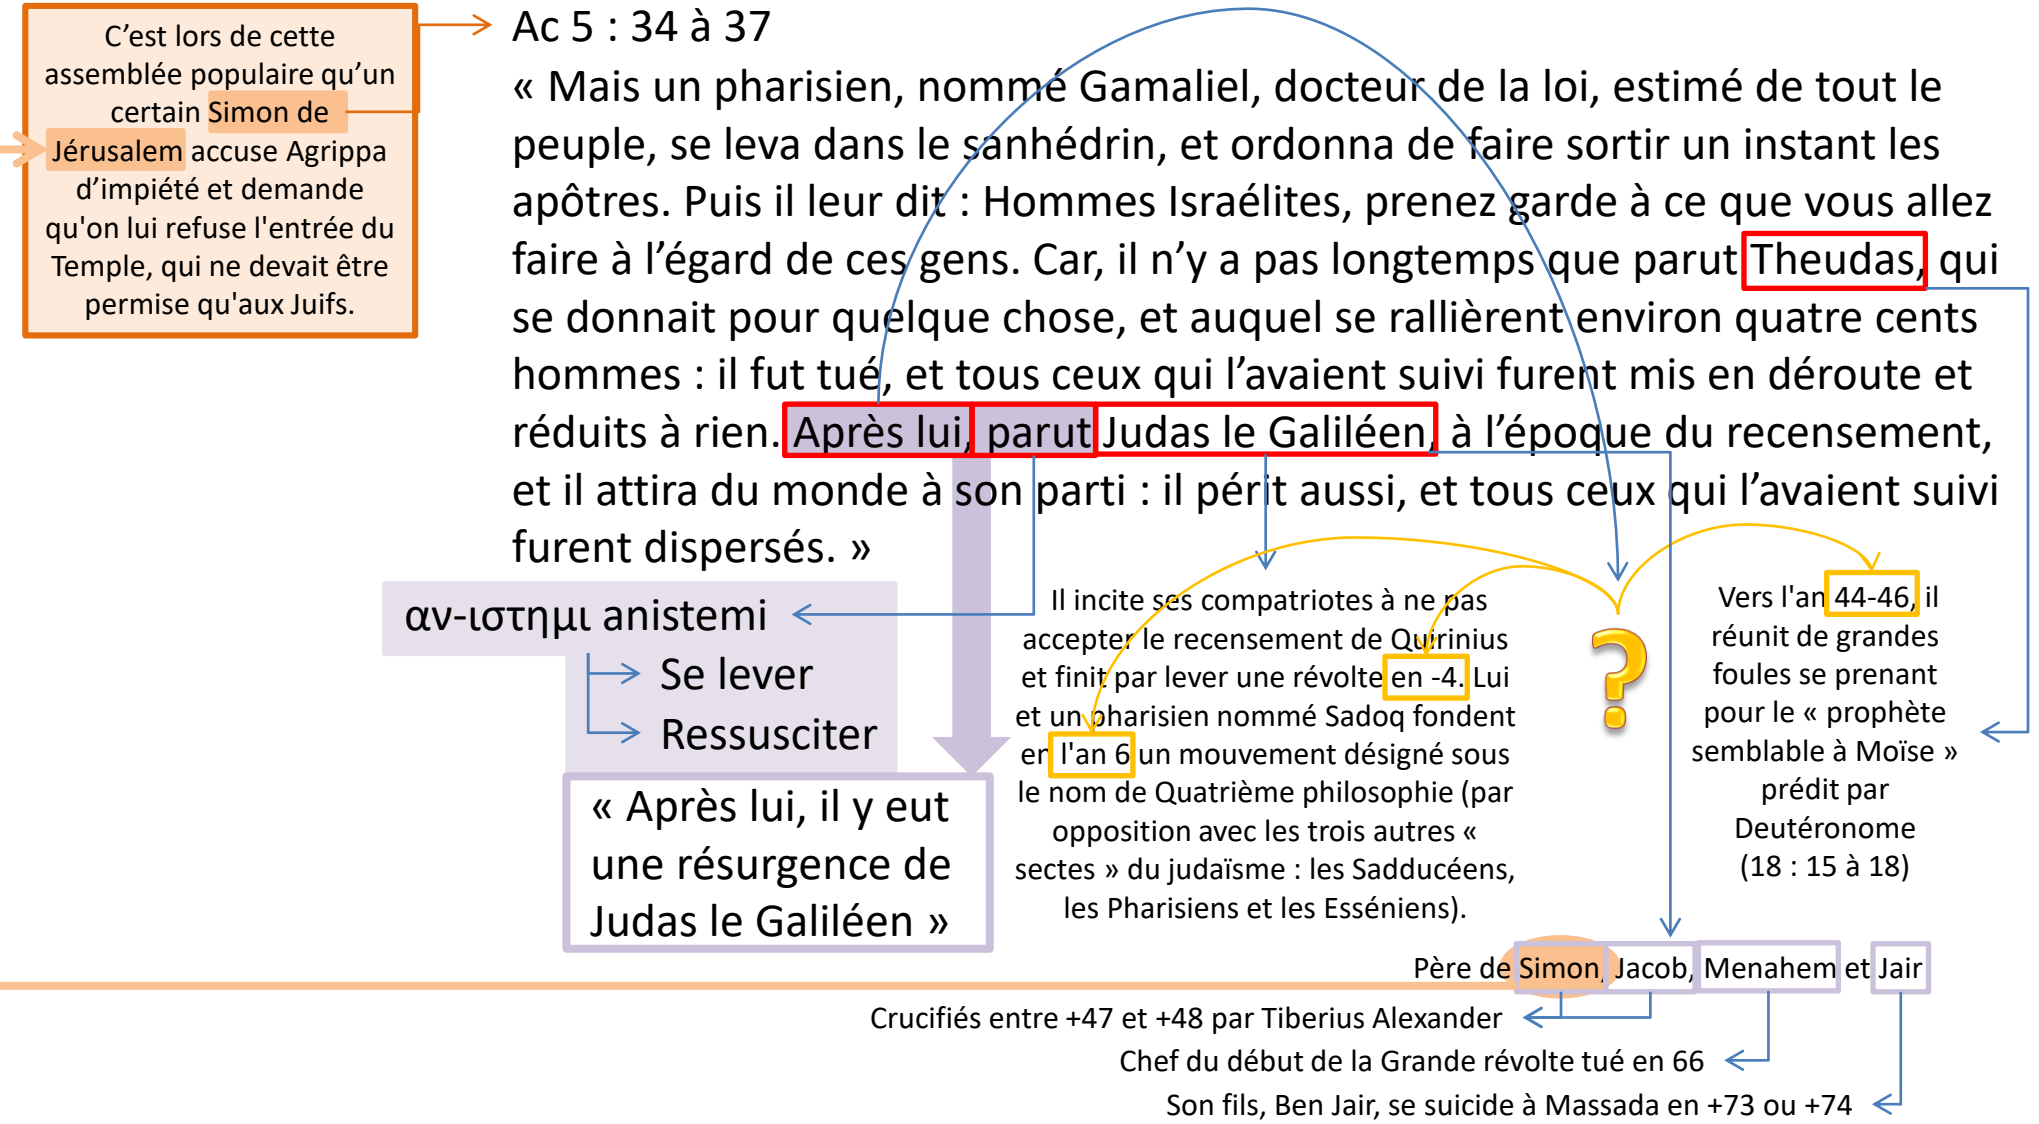 C’est lors de cette
assemblée populaire qu’un
certain Simon de
Jérusalem accuse Agrippa
d’impiété et demande
qu'on lui refuse l'entrée du
Temple, qui ne devait être
permise qu'aux Juifs.
Ac 5 : 34 à 37
« Mais un pharisien, nommé Gamaliel, docteur de la loi, estimé de tout le
peuple, se leva dans le sanhédrin, et ordonna de faire sortir un instant les
apôtres. Puis il leur dit : Hommes Israélites, prenez garde à ce que vous allez
faire à l’égard de ces gens. Car, il n’y a pas longtemps que parut Theudas, qui
se donnait pour quelque chose, et auquel se rallièrent environ quatre cents
hommes : il fut tué, et tous ceux qui l’avaient suivi furent mis en déroute et
réduits à rien. Après lui, parut Judas le Galiléen, à l’époque du recensement,
et il attira du monde à son parti : il périt aussi, et tous ceux qui l’avaient suivi
furent dispersés. »
αν-ιστημι anistemi
Se lever
Ressusciter
« Après lui, il y eut
une résurgence de
Judas le Galiléen »
Il incite ses compatriotes à ne pas
accepter le recensement de Quirinius
et finit par lever une révolte en -4. Lui
et un pharisien nommé Sadoq fondent
en l'an 6 un mouvement désigné sous
le nom de Quatrième philosophie (par
opposition avec les trois autres «
sectes » du judaïsme : les Sadducéens,
les Pharisiens et les Esséniens).
?
Vers l'an 44-46, il
réunit de grandes
foules se prenant
pour le « prophète
semblable à Moïse »
prédit par
Deutéronome
(18 : 15 à 18)
Père de Simon, Jacob, Menahem et Jair
Crucifiés entre +47 et +48 par Tiberius Alexander
Chef du début de la Grande révolte tué en 66
Son fils, Ben Jair, se suicide à Massada en +73 ou +74